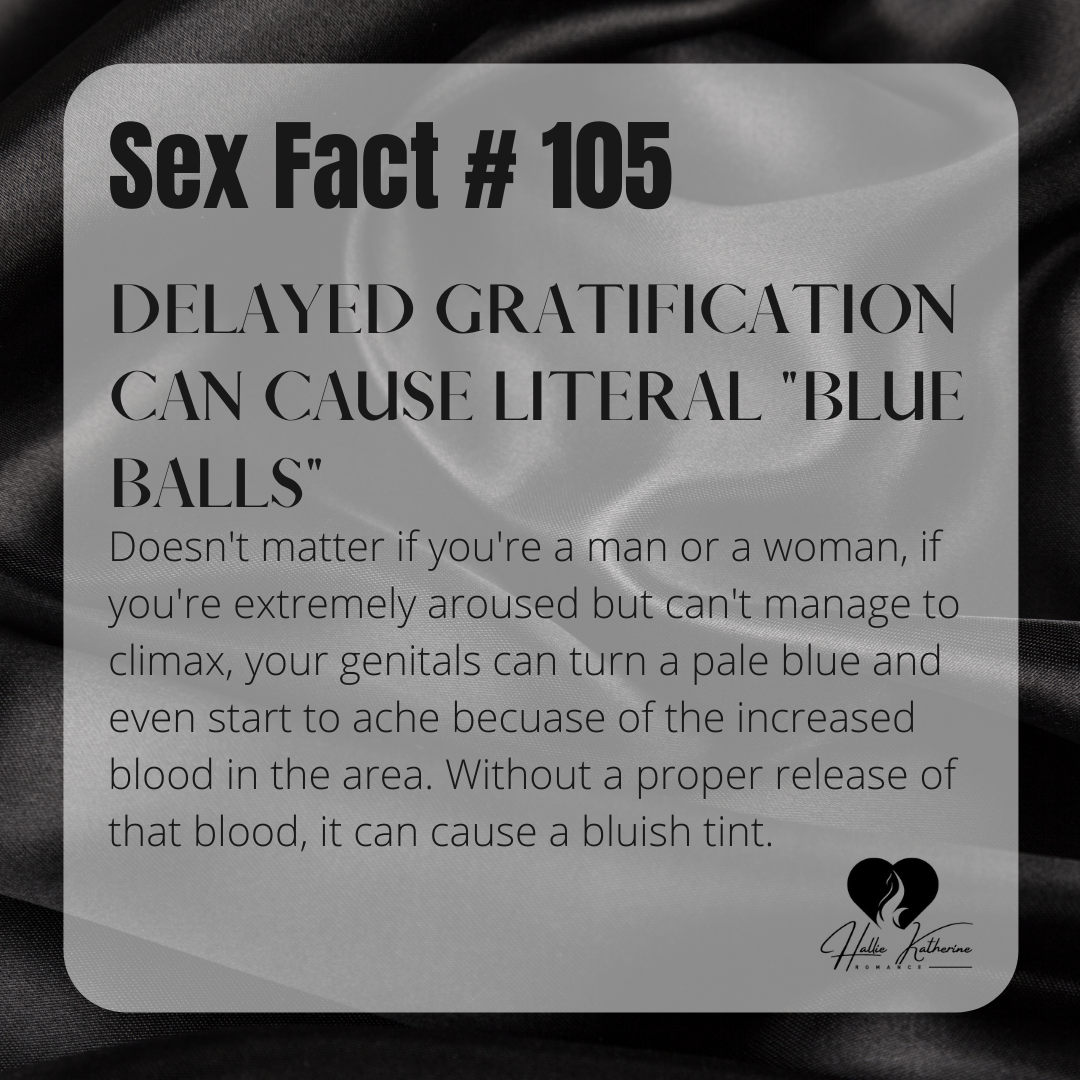 Sex Fact # 105
DELAYED GRATIFICATION
CAN CAUSE LITERAL "BLUE
BALLS"
Doesn't matter if you're a man or a woman, if
you're extremely aroused but can't manage to
climax, your genitals can turn a pale blue and
even start to ache becuase of the increased
blood in the area. Without a proper release of
that blood, it can cause a bluish tint.
Hallie Katherine
ROMANCE